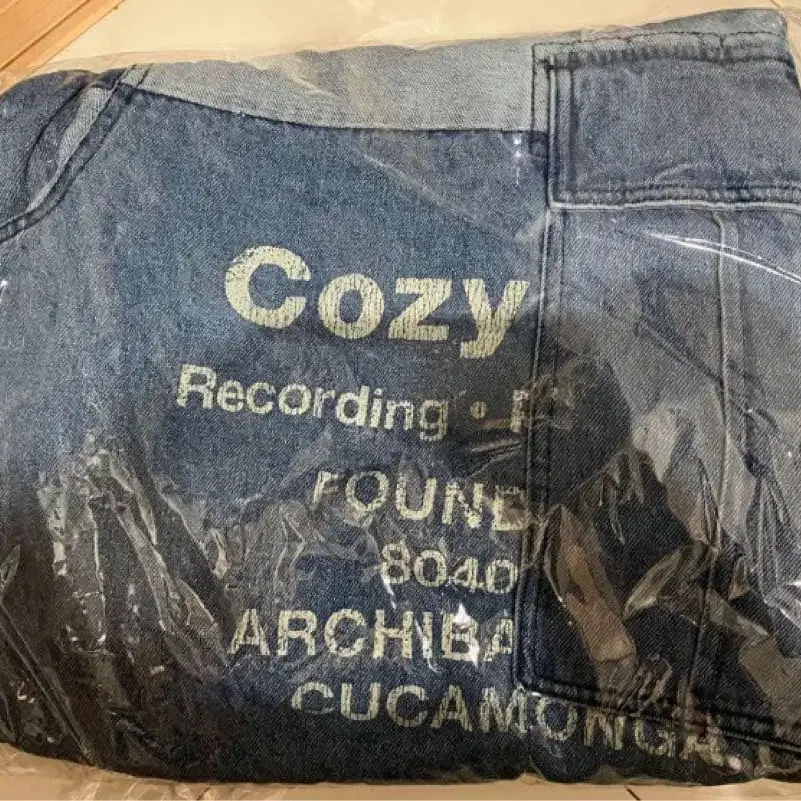 Cozy
Recording •
FOUND
8040
ARCHIBA
CUCAMONGA,